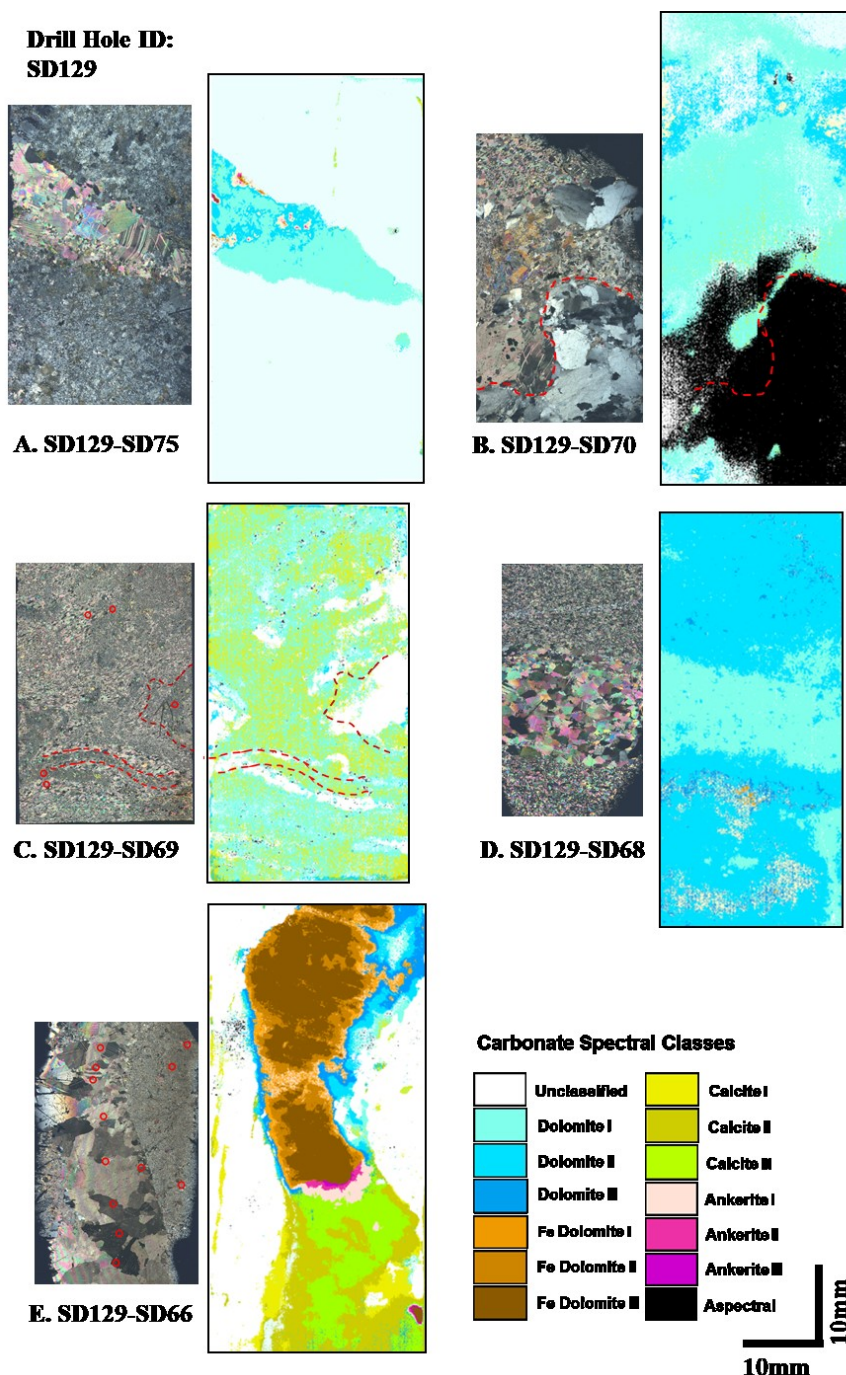 Drill Hole ID:
SD129
A. SD129-SD75
B. SD129-SD70
C. SD129-SD69
D. SD129-SD68
E. SD129-SD66
Carbonate Spectral Classes
Unclassified
Dolomite I
Dolomite II
Dolomite III
Fe Dolomite I
Fe Dolomite II
Fe Dolomite III
Calcite I
Calcite II
Calcite III
Ankerite I
Ankerite II
Ankerite III
Aspectral
10mm
10mm